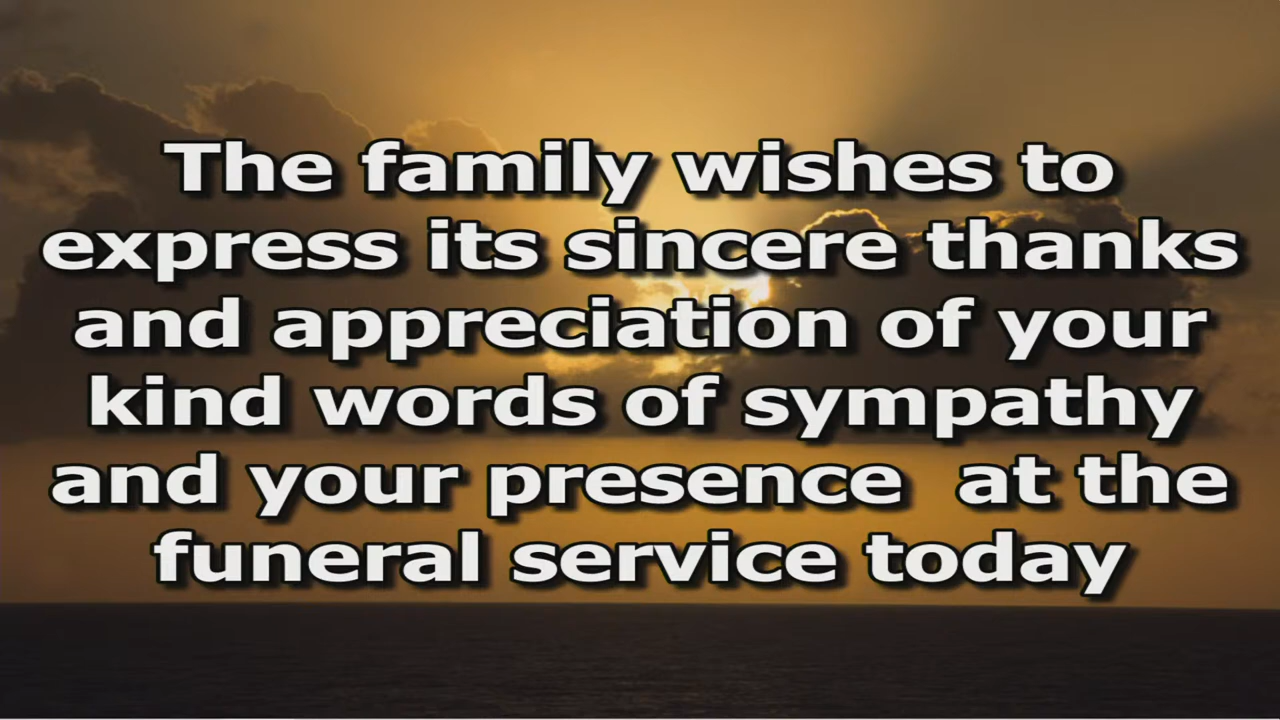 The family wishes to
express its sincere thanks
and appreciation of your
kind words of sympathy
and your presence  at the
funeral service today